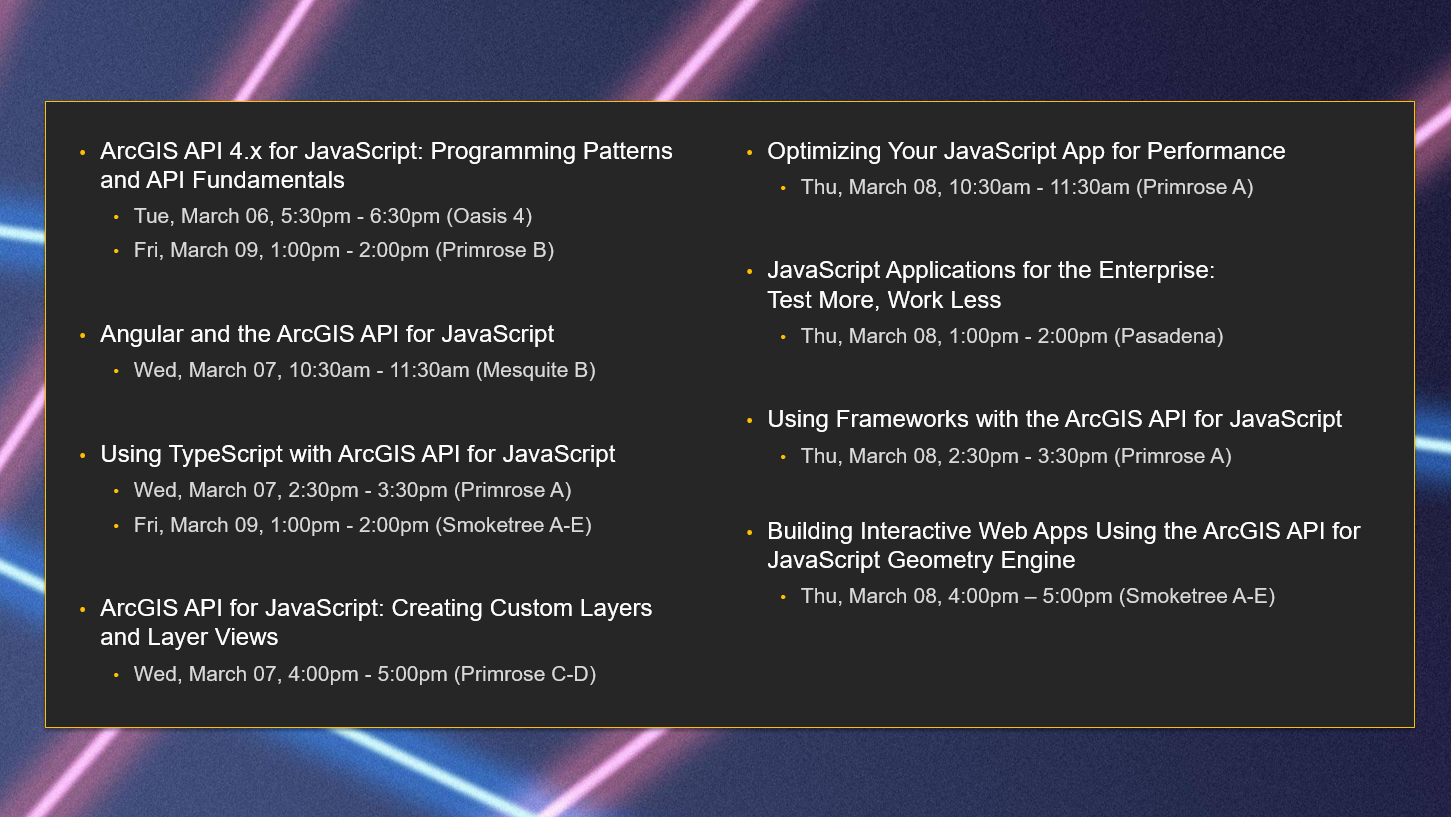 ArcGIS API 4.x for JavaScript: Programming Patterns
and API Fundamentals
Tue, March 06, 5:30pm - 6:30pm (Oasis 4)
Fri, March 09, 1:00pm - 2:00pm (Primrose B)
Angular and the ArcGIS API for JavaScript
Wed, March 07, 10:30am - 11:30am (Mesquite B)
Using TypeScript with ArcGIS API for JavaScript
Wed, March 07, 2:30pm - 3:30pm (Primrose A)
Fri, March 09, 1:00pm - 2:00pm (Smoketree A-E)
ArcGIS API for JavaScript: Creating Custom Layers
and Layer Views
Wed, March 07, 4:00pm - 5:00pm (Primrose C-D)
Optimizing Your JavaScript App for Performance
Thu, March 08, 10:30am - 11:30am (Primrose A)
JavaScript Applications for the Enterprise:
Test More, Work Less
Thu, March 08, 1:00pm - 2:00pm (Pasadena)
Using Frameworks with the ArcGIS API for JavaScript
Thu, March 08, 2:30pm - 3:30pm (Primrose A)
Building Interactive Web Apps Using the ArcGIS API for
JavaScript Geometry Engine
Thu, March 08, 4:00pm – 5:00pm (Smoketree A-E)